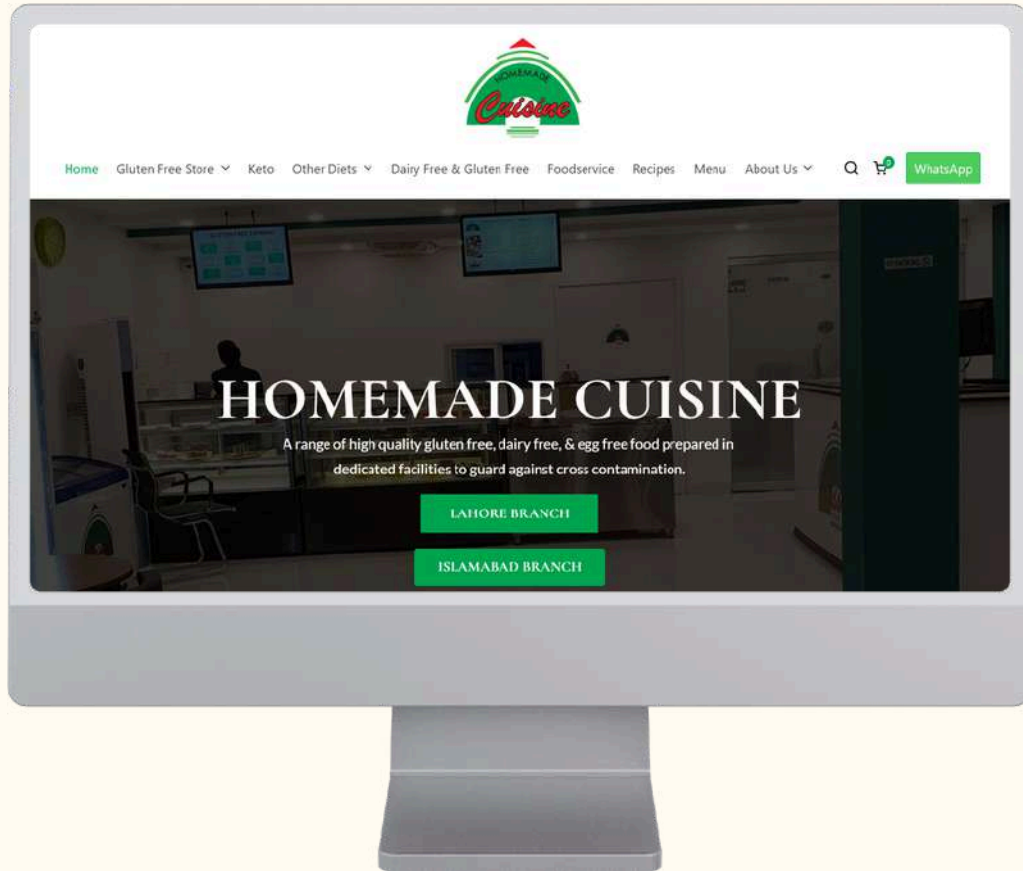 HOMEMADE
Cuisine
Home Gluten Free Store Keto Other Diets Dairy Free & Gluten Free Foodservice Recipes Menu About Us 0 WhatsApp
HOMEMADE CUISINE
A range of high quality gluten free, dairy free, & egg free food prepared in
dedicated facilities to guard against cross contamination.
LAHORE BRANCH
ISLAMABAD BRANCH